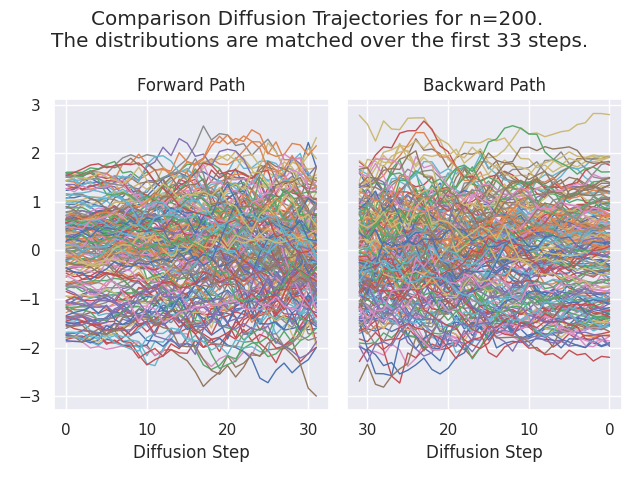 Comparison Diffusion Trajectories for n=200.
The distributions are matched over the first 33 steps.
Forward Path
Backward Path
3
2
1
0
−1
−2
−3
0 10 20 30
30 20 10 0
Diffusion Step
Diffusion Step